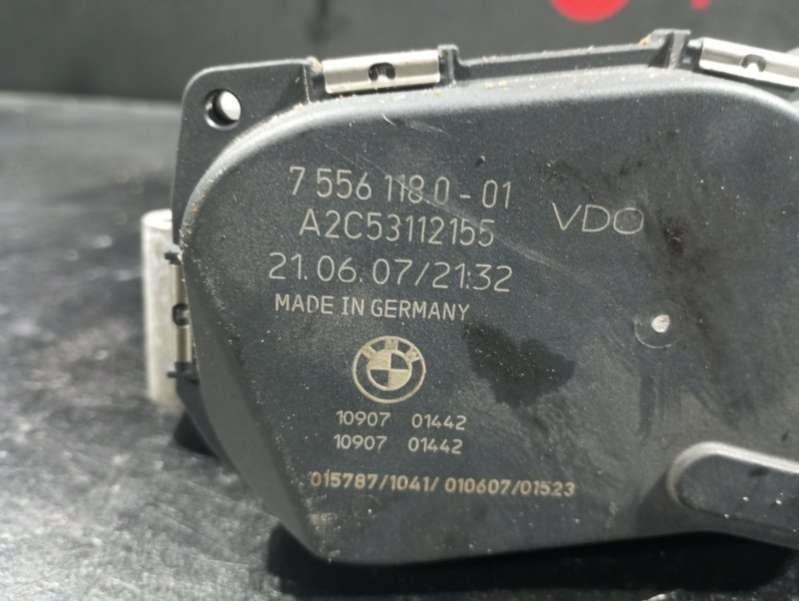 7 556 118.0 - 01
VDO
A2C53112155
21.06.07/21:32
MADE IN GERMANY
BMW
10907 01442
10907 01442
015787/1041/ 010607/01523